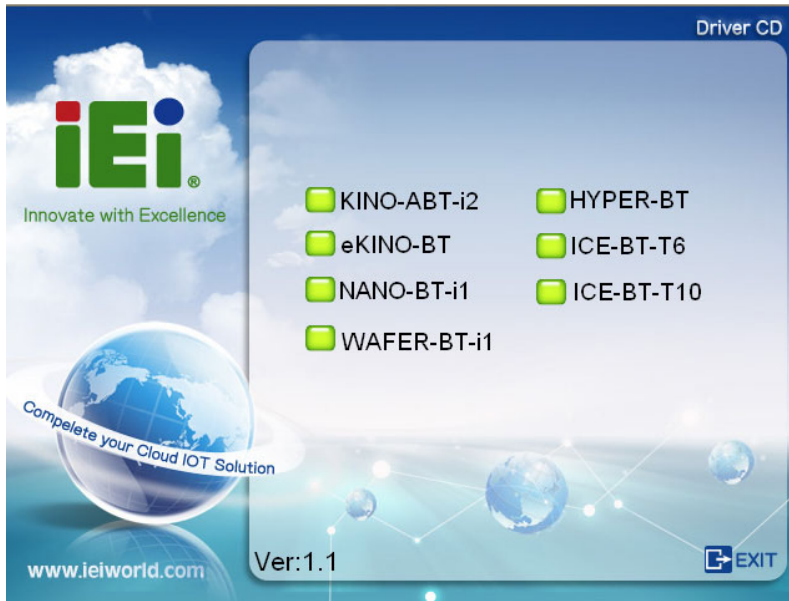 Driver CD
iEi®
Innovate with Excellence
KINO-ABT-i2
eKINO-BT
NANO-BT-i1
WAFER-BT-i1
HYPER-BT
ICE-BT-T6
ICE-BT-T10
Compelete your Cloud IOT Solution
www.ieiworld.com
Ver:1.1
EXIT